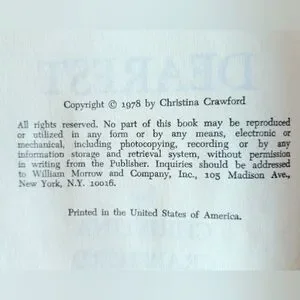 DEAREST
Copyright © 1978 by Christina Crawford
All rights reserved. No part of this book may be reproduced
or utilized in any form or by any means, electronic or
mechanical, including photocopying, recording or by any
information storage and retrieval system, without permission
in writing from the Publisher. Inquiries should be addressed
to William Morrow and Company, Inc., 105 Madison Ave.,
New York, N.Y. 10016.
Printed in the United States of America.